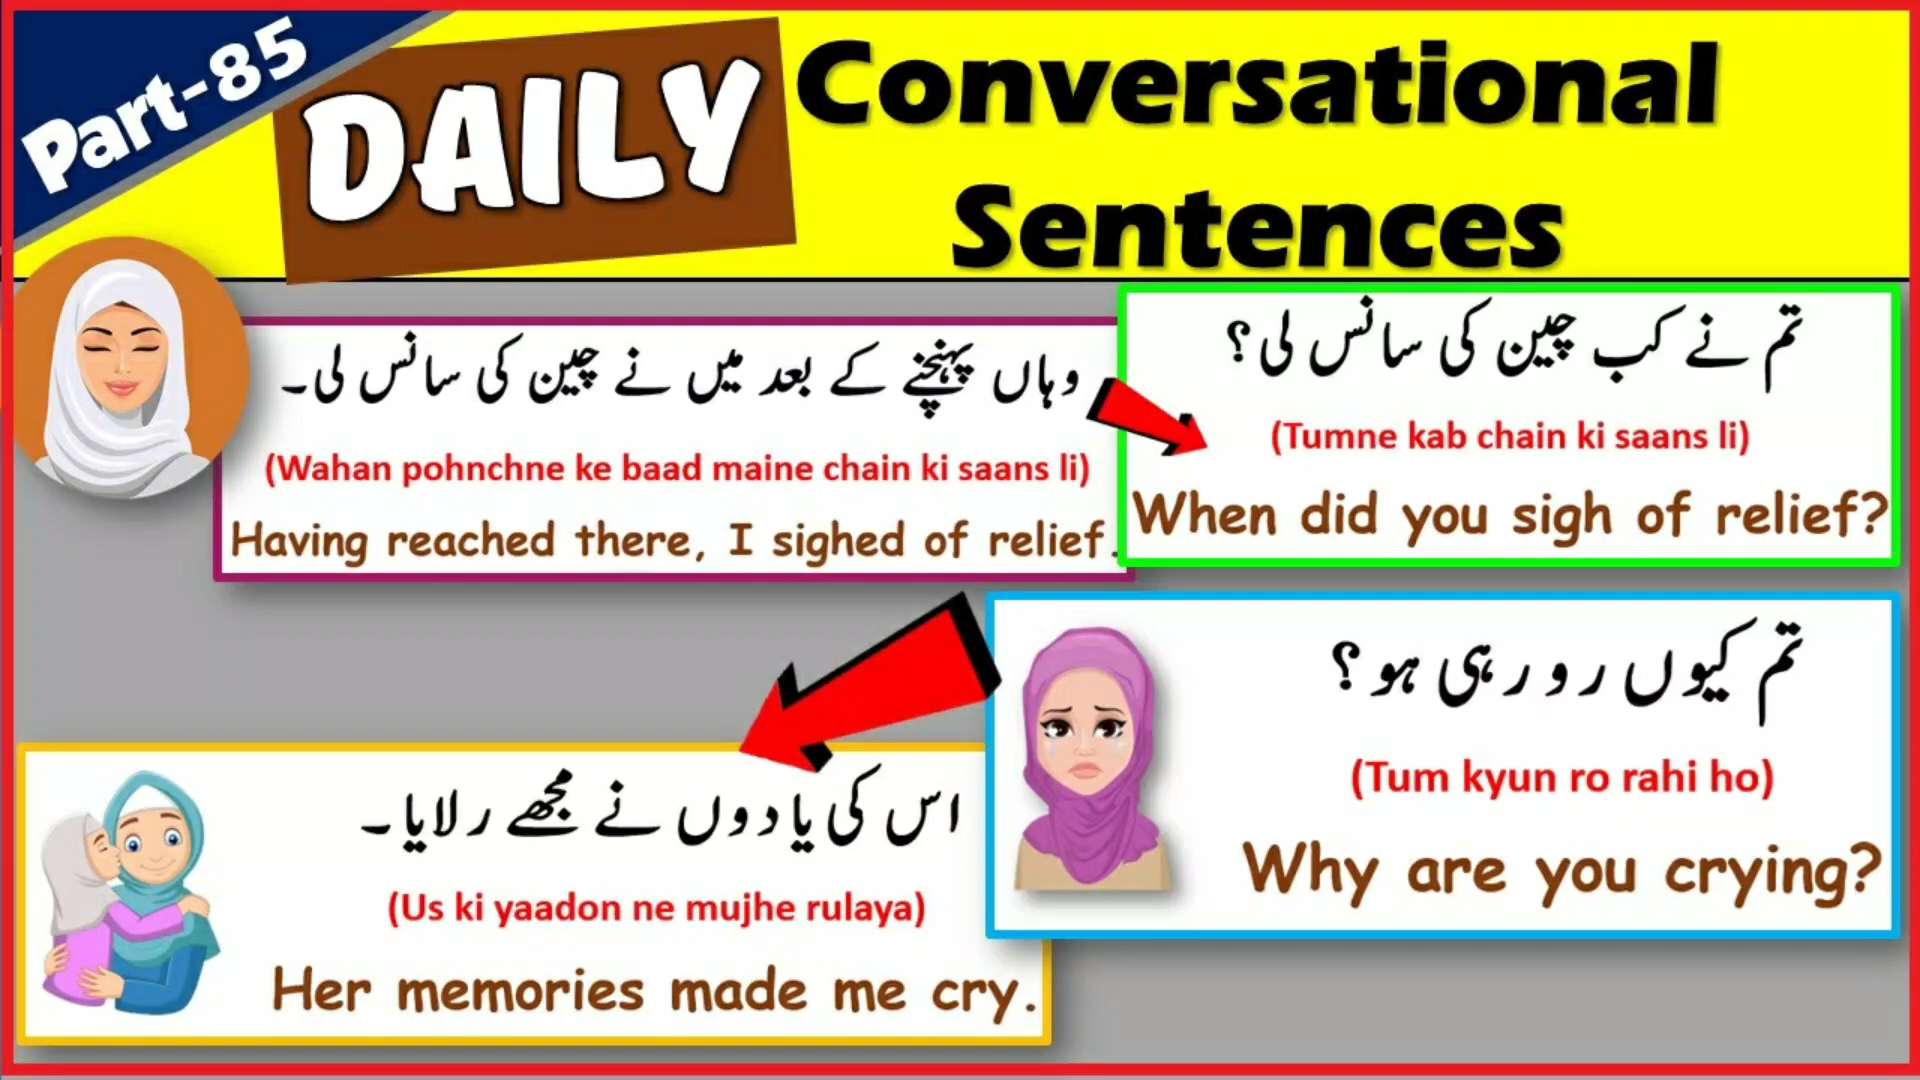 Part-85
DAILY
Conversational
Sentences
وہاں پہنچنے کے بعد میں نے چین کی سانس لی۔
(Wahan pohnchne ke baad maine chain ki saans li)
Having reached there, I sighed of relief.
تم نے کب چین کی سانس لی؟
(Tumne kab chain ki saans li)
When did you sigh of relief?
تم کیوں رو رہی ہو؟
(Tum kyun ro rahi ho)
Why are you crying?
اس کی یادوں نے مجھے رلایا۔
(Us ki yaadon ne mujhe rulaya)
Her memories made me cry.